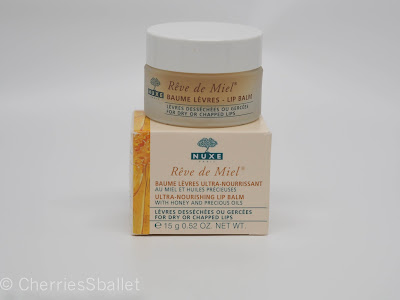 NUXE
Rêve de Miel®
BAUME LÈVRES - LIP BALM
LÈVRES DESSÉCHÉES OU GERCÉES
FOR DRY OR CHAPPED LIPS
NUXE
Rêve de Miel®
BAUME LÈVRES ULTRA-NOURRISSANT
AU MIEL ET HUILES PRÉCIEUSES
ULTRA-NOURISHING LIP BALM
WITH HONEY AND PRECIOUS OILS
LÈVRES DESSÉCHÉES OU GERCÉES
FOR DRY OR CHAPPED LIPS
℮ 15 g 0.52 OZ. NET WT.
© CherriesSballet